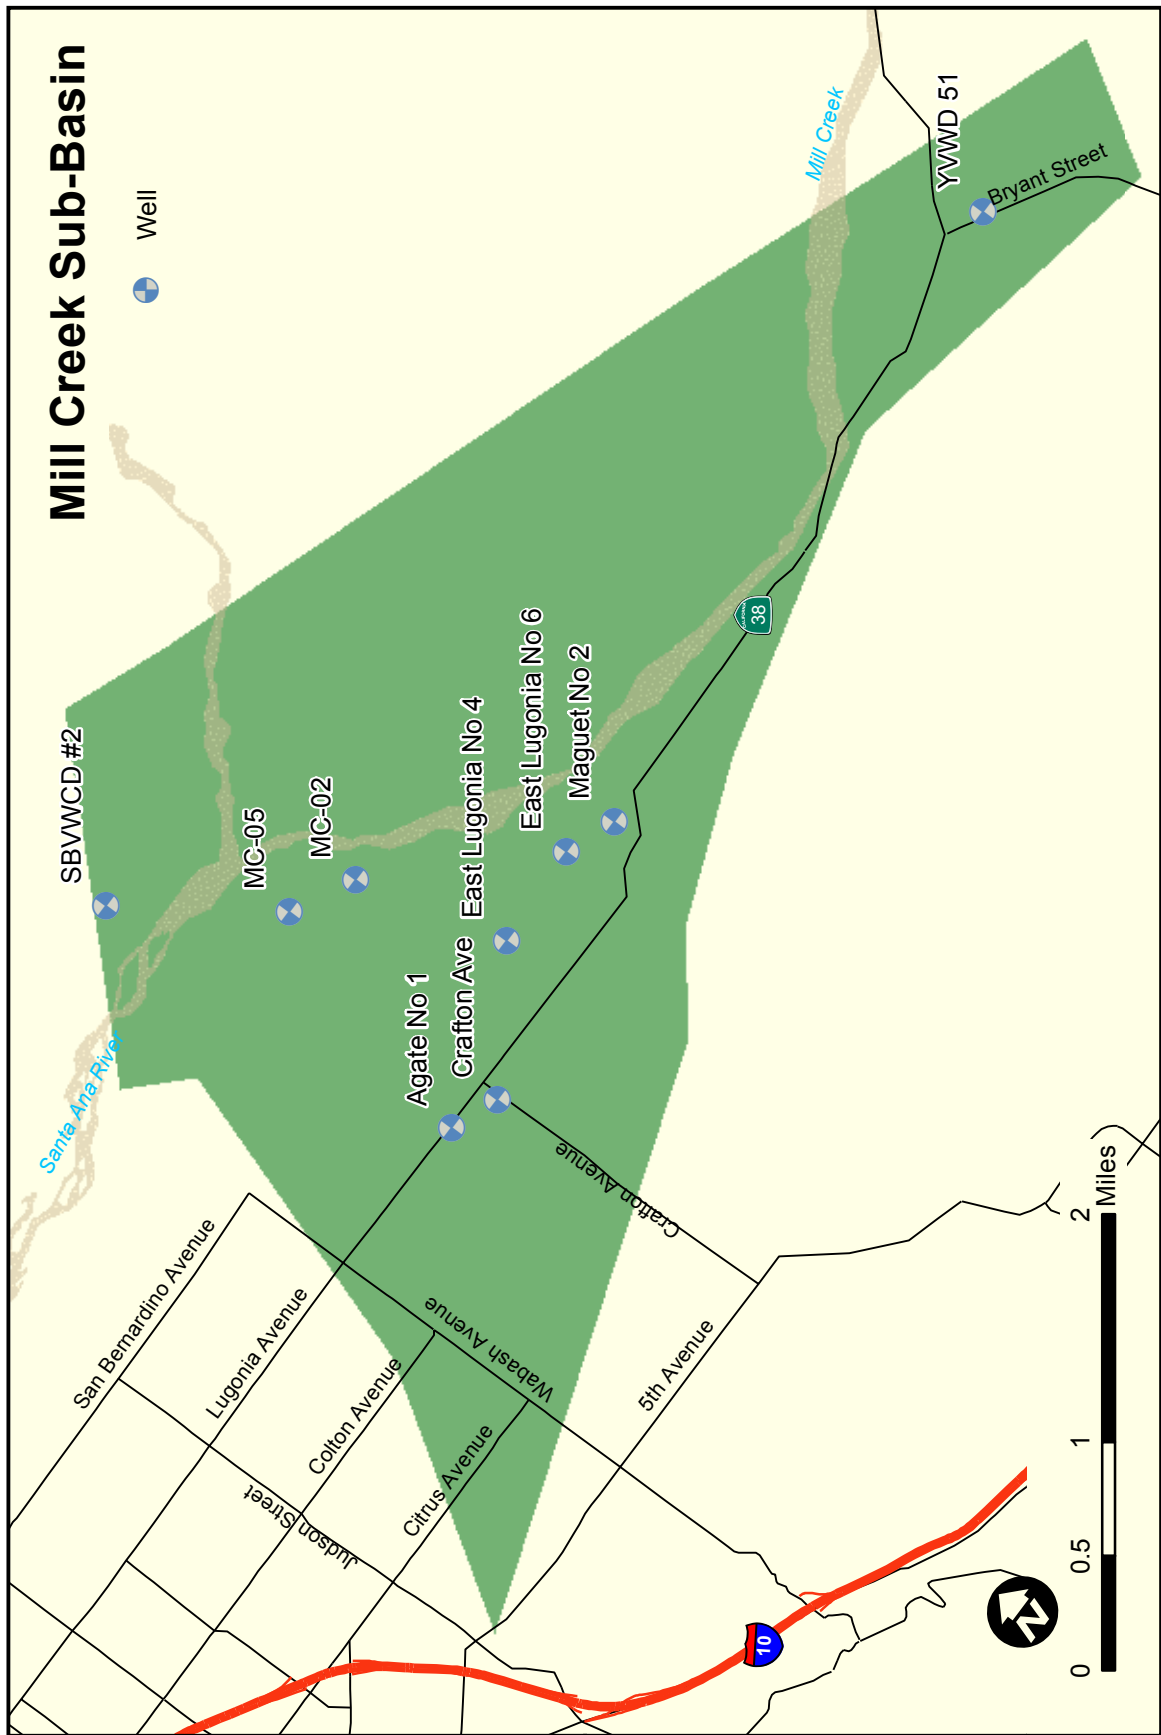 Mill Creek Sub-Basin
Well
Mill Creek
YVWD 51
Bryant Street
SBVWCD #2
MC-05
MC-02
East Lugonia No 4
East Lugonia No 6
Maguet No 2
CALIFORNIA
38
Agate No 1
Crafton Ave
Santa Ana River
Crafton Avenue
San Bernardino Avenue
Lugonia Avenue
Wabash Avenue
Colton Avenue
5th Avenue
Citrus Avenue
Judson Street
10
N
0 0.5 1 2
Miles